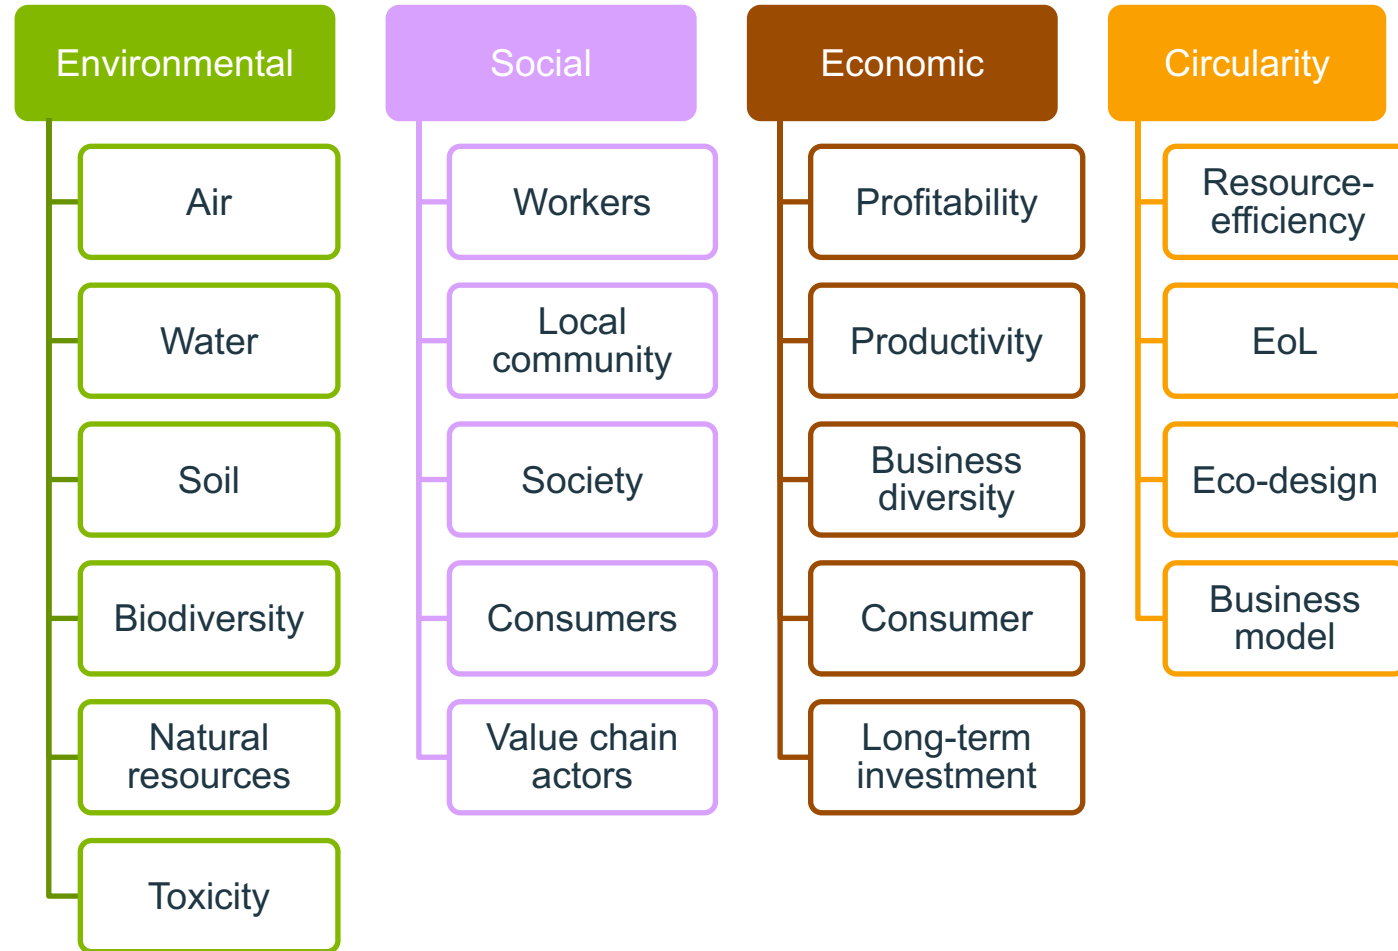 Environmental
Air
Water
Soil
Biodiversity
Natural
resources
Toxicity
Social
Workers
Local
community
Society
Consumers
Value chain
actors
Economic
Profitability
Productivity
Business
diversity
Consumer
Long-term
investment
Circularity
Resource-
efficiency
EoL
Eco-design
Business
model